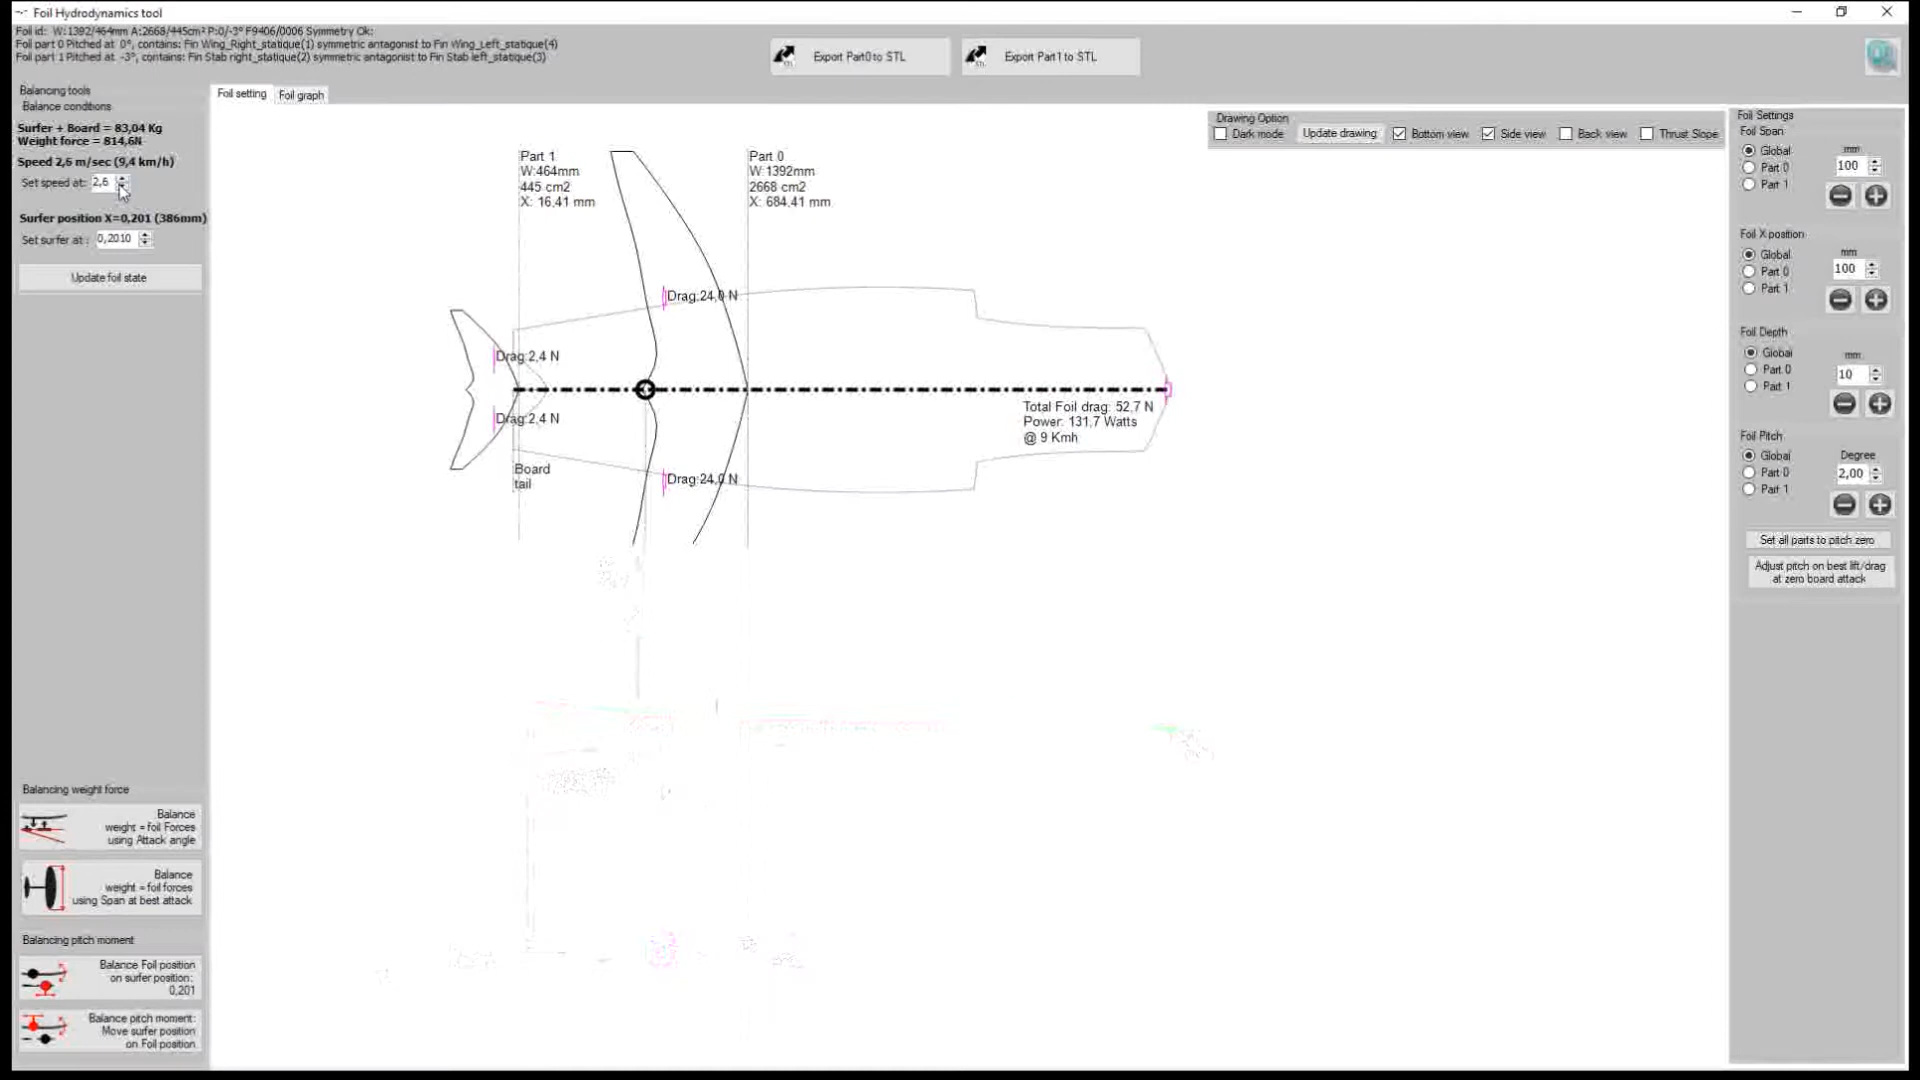 Foil Hydrodynamics tool
Foil id: W:1392/464mm A:2668/445cm² P:0/-3° F9406/0006 Symmetry Ok:
Foil part 0 Pitched at 0°, contains: Fin Wing_Right_statique(1) symmetric antagonist to Fin Wing_Left_statique(4)
Foil part 1 Pitched at -3°, contains: Fin Stab right_statique(2) symmetric antagonist to Fin Stab left_statique(3)
Export Part0 to STL
Export Part1 to STL
Balancing tools
Balance conditions
Surfer + Board = 83,04 Kg
Weight force = 814,6N
Speed 2,6 m/sec (9,4 km/h)
Set speed at: 2,6
Surfer position X=0,201 (386mm)
Set surfer at : 0,2010
Update foil state
Foil setting
Foil graph
Drawing Option
Dark mode
Update drawing
Bottom view
Side view
Back view
Thrust Slope
Part 1
W:464mm
445 cm2
X: 16,41 mm
Part 0
W:1392mm
2668 cm2
X: 684,41 mm
Drag:24,0 N
Drag:2,4 N
Drag:2,4 N
Drag:24,0 N
Board
tail
Total Foil drag: 52,7 N
Power: 131,7 Watts
@ 9 Kmh
Foil Settings
Foil Span
Global
Part 0
Part 1
mm
100
Foil X position
Global
Part 0
Part 1
mm
100
Foil Depth
Global
Part 0
Part 1
mm
10
Foil Pitch
Global
Part 0
Part 1
Degree
2,00
Set all parts to pitch zero
Adjust pitch on best lift/drag
at zero board attack
Balancing weight force
Balance
weight = foil Forces
using Attack angle
Balance
weight = foil forces
using Span at best attack
Balancing pitch moment
Balance Foil position
on surfer position:
0,201
Balance pitch moment:
Move surfer position
on Foil position